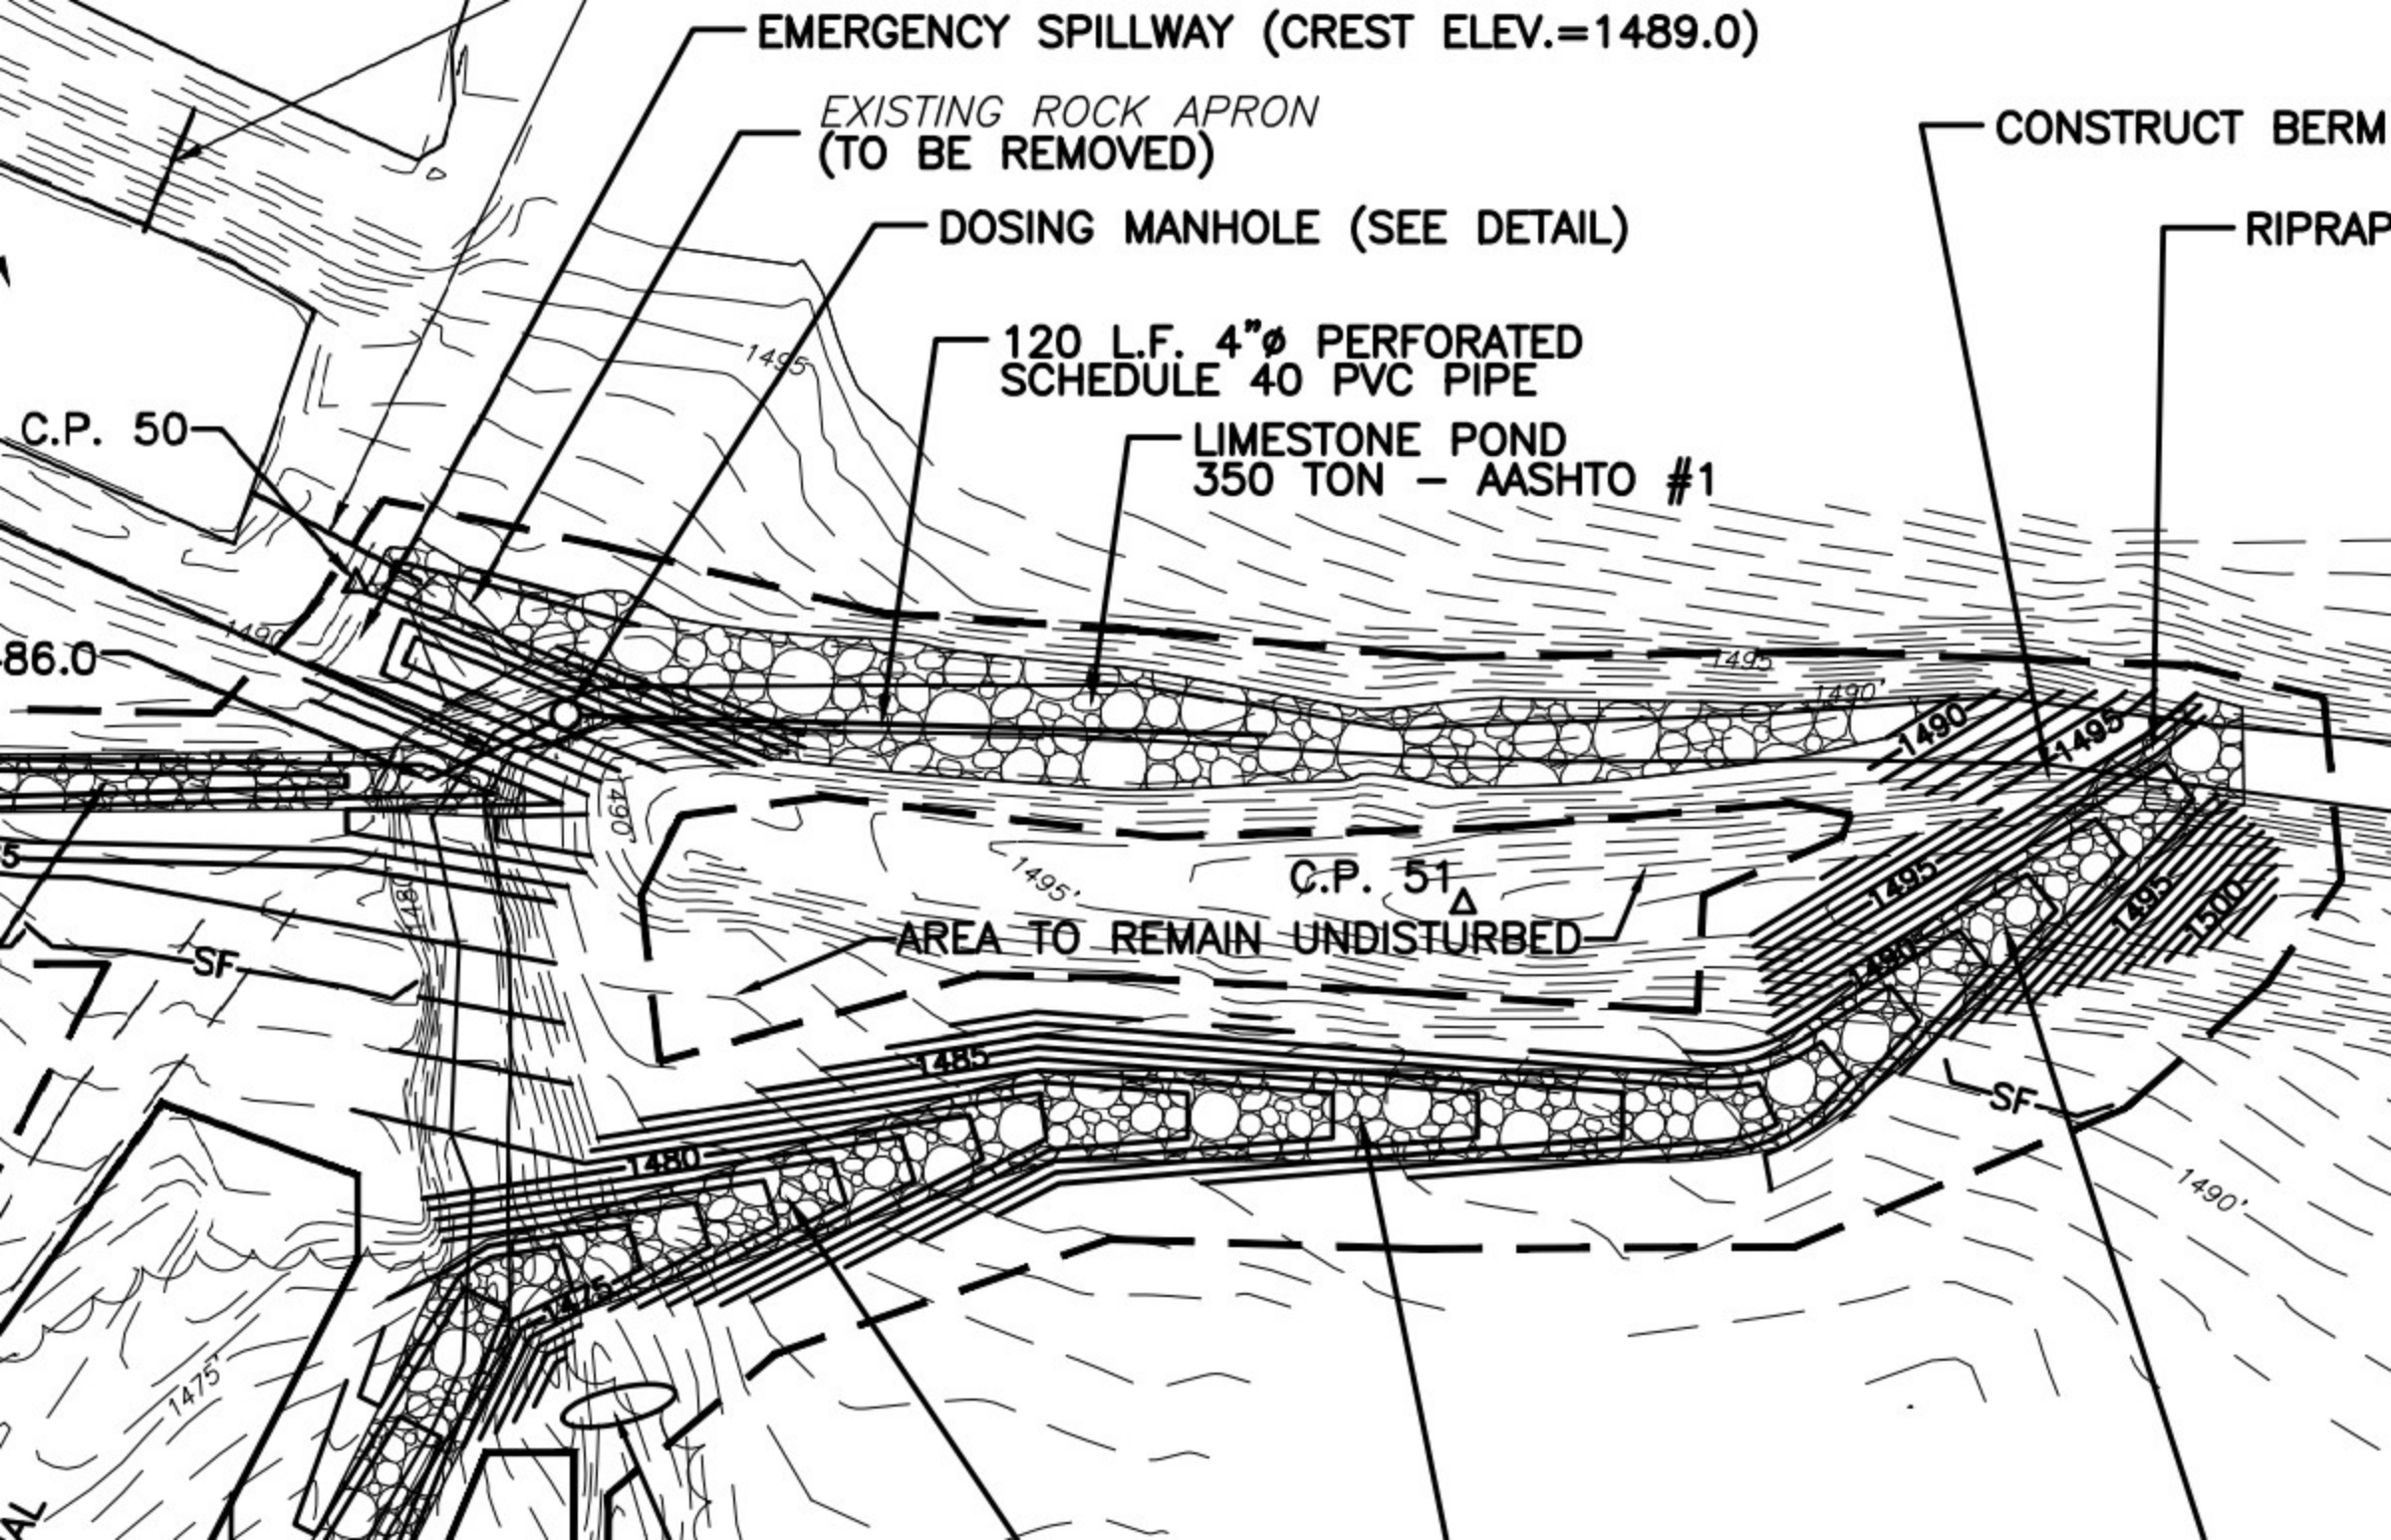 EMERGENCY SPILLWAY (CREST ELEV.=1489.0)
EXISTING ROCK APRON
(TO BE REMOVED)
CONSTRUCT BERM
DOSING MANHOLE (SEE DETAIL)
RIPRAP
120 L.F. 4"ø PERFORATED
SCHEDULE 40 PVC PIPE
1495
C.P. 50
LIMESTONE POND
350 TON - AASHTO #1
1490
86.0
1495
1490'
1490
1495
490
5
1495'
C.P. 51
1495
1495
1500
148
AREA TO REMAIN UNDISTURBED
SF
1490
1485
SF
1480
1490'
1475
1475'
AL